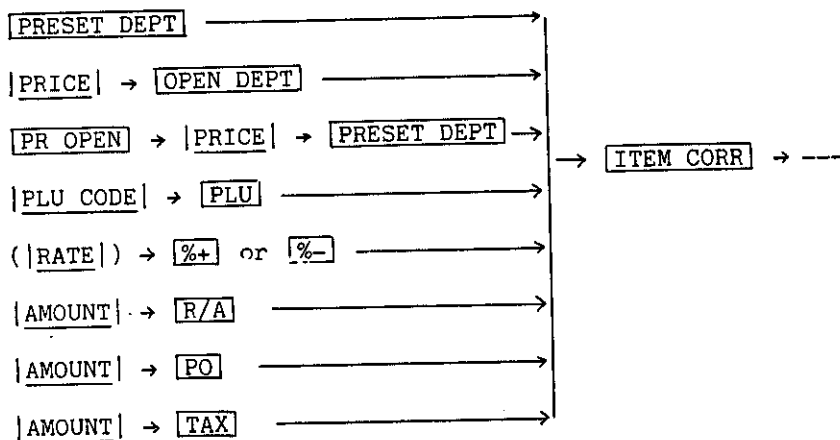 PRESET DEPT
PRICE → OPEN DEPT
PR OPEN → PRICE → PRESET DEPT → ITEM CORR → ---
PLU CODE → PLU
(RATE) → %+ or %-
AMOUNT → R/A
AMOUNT → PO
AMOUNT → TAX